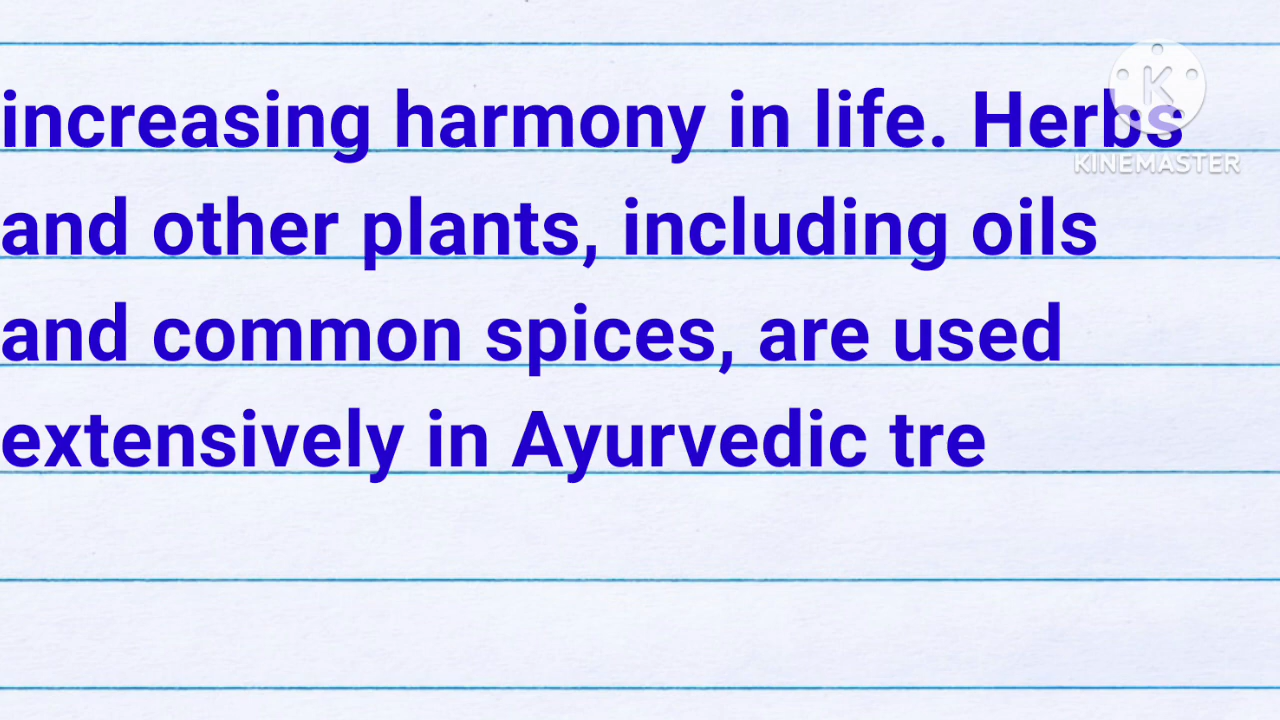 increasing harmony in life. Herbs
KINEMASTER
and other plants, including oils
and common spices, are used
extensively in Ayurvedic tre